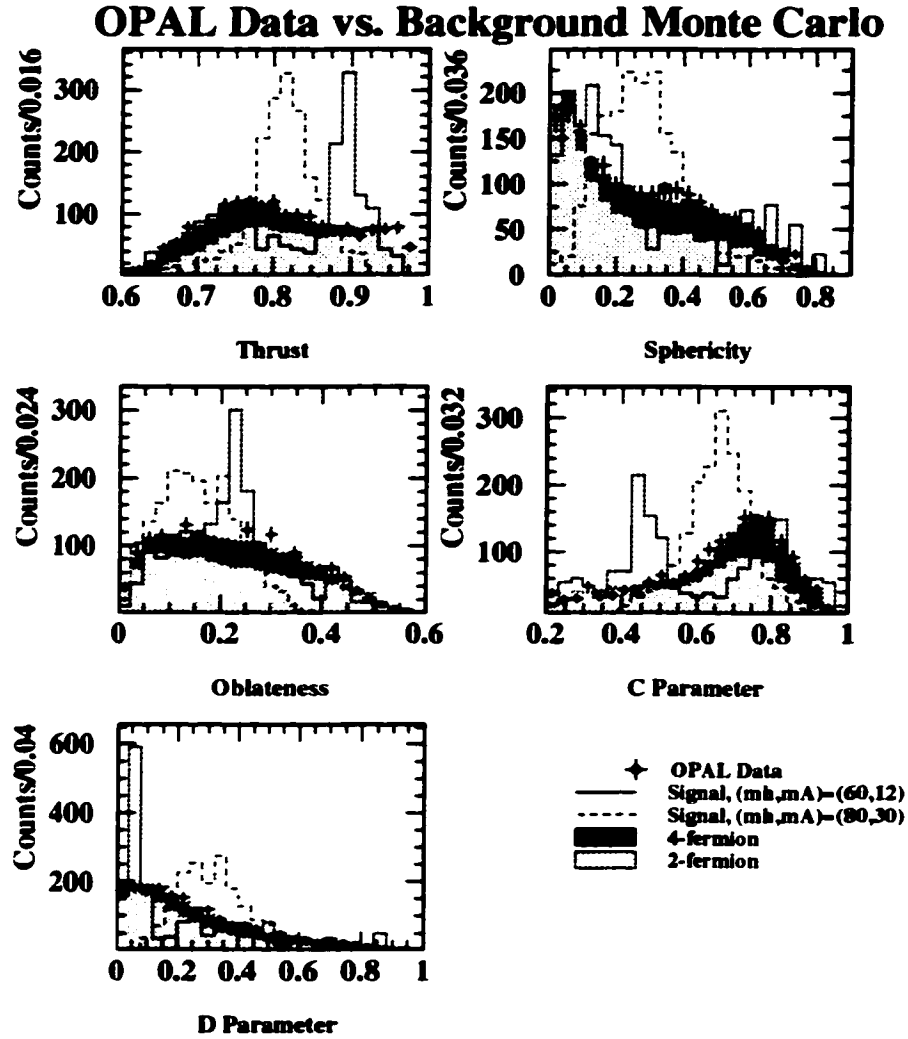 OPAL Data vs. Background Monte Carlo
Counts/0.016
300
200
100
0.6 0.7 0.8 0.9 1
Thrust
Counts/0.036
200
150
100
50
0
0 0.2 0.4 0.6 0.8
Sphericity
Counts/0.024
300
200
100
0 0.2 0.4 0.6
Oblateness
Counts/0.032
300
200
100
0.2 0.4 0.6 0.8 1
C Parameter
Counts/0.04
600
400
200
0 0.2 0.4 0.6 0.8 1
D Parameter
OPAL Data
Signal, (mh,mA)=(60,12)
Signal, (mh,mA)=(80,30)
4-fermion
2-fermion